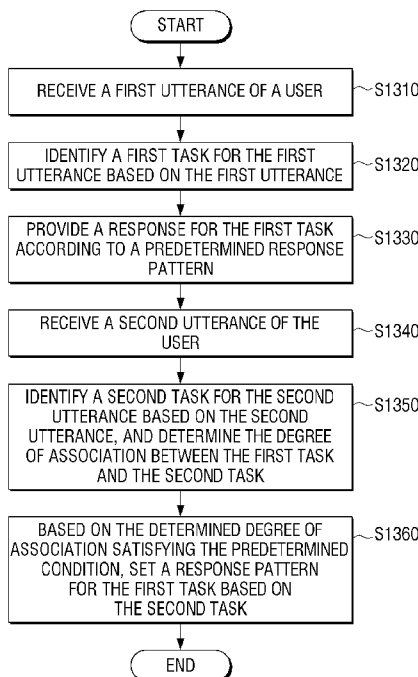 START
RECEIVE A FIRST UTTERANCE OF A USER
S1310
IDENTIFY A FIRST TASK FOR THE FIRST
UTTERANCE BASED ON THE FIRST UTTERANCE
S1320
PROVIDE A RESPONSE FOR THE FIRST TASK
ACCORDING TO A PREDETERMINED RESPONSE
PATTERN
S1330
RECEIVE A SECOND UTTERANCE OF THE
USER
S1340
IDENTIFY A SECOND TASK FOR THE SECOND
UTTERANCE BASED ON THE SECOND
UTTERANCE, AND DETERMINE THE DEGREE
OF ASSOCIATION BETWEEN THE FIRST TASK
AND THE SECOND TASK
S1350
BASED ON THE DETERMINED DEGREE OF
ASSOCIATION SATISFYING THE PREDETERMINED
CONDITION, SET A RESPONSE PATTERN
FOR THE FIRST TASK BASED ON
THE SECOND TASK
S1360
END